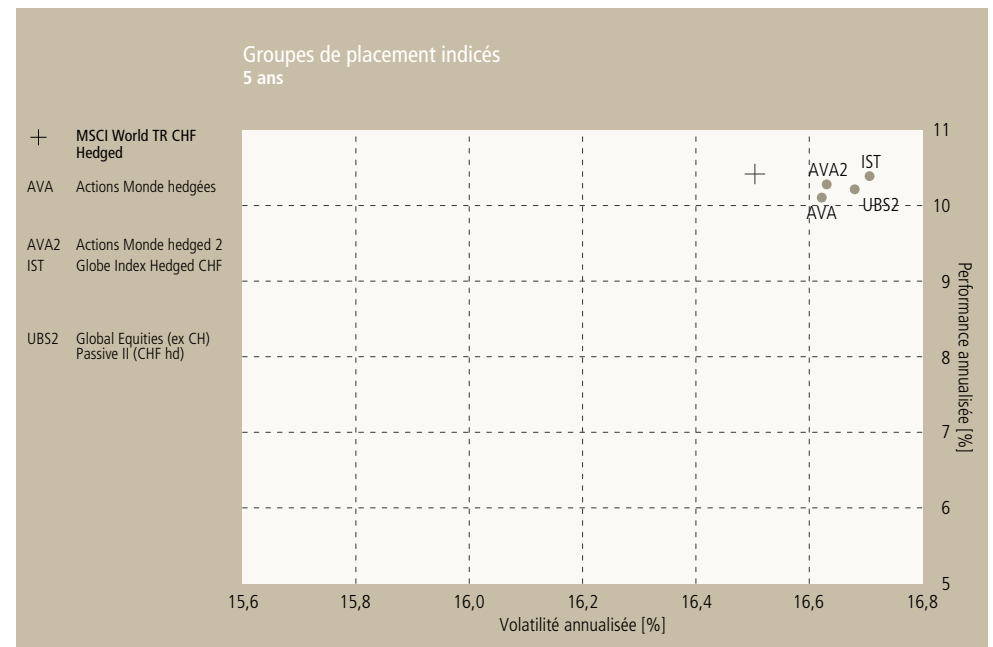 Groupes de placement indicés
5 ans
MSCI World TR CHF
Hedged
AVA Actions Monde hedgées
AVA2 Actions Monde hedged 2
IST Globe Index Hedged CHF
UBS2 Global Equities (ex CH)
Passive II (CHF hd)
IST
AVA2
UBS2
AVA
11
10
9
8
7
6
5
Performance annualisée [%]
15,6 15,8 16,0 16,2 16,4 16,6 16,8
Volatilité annualisée [%]